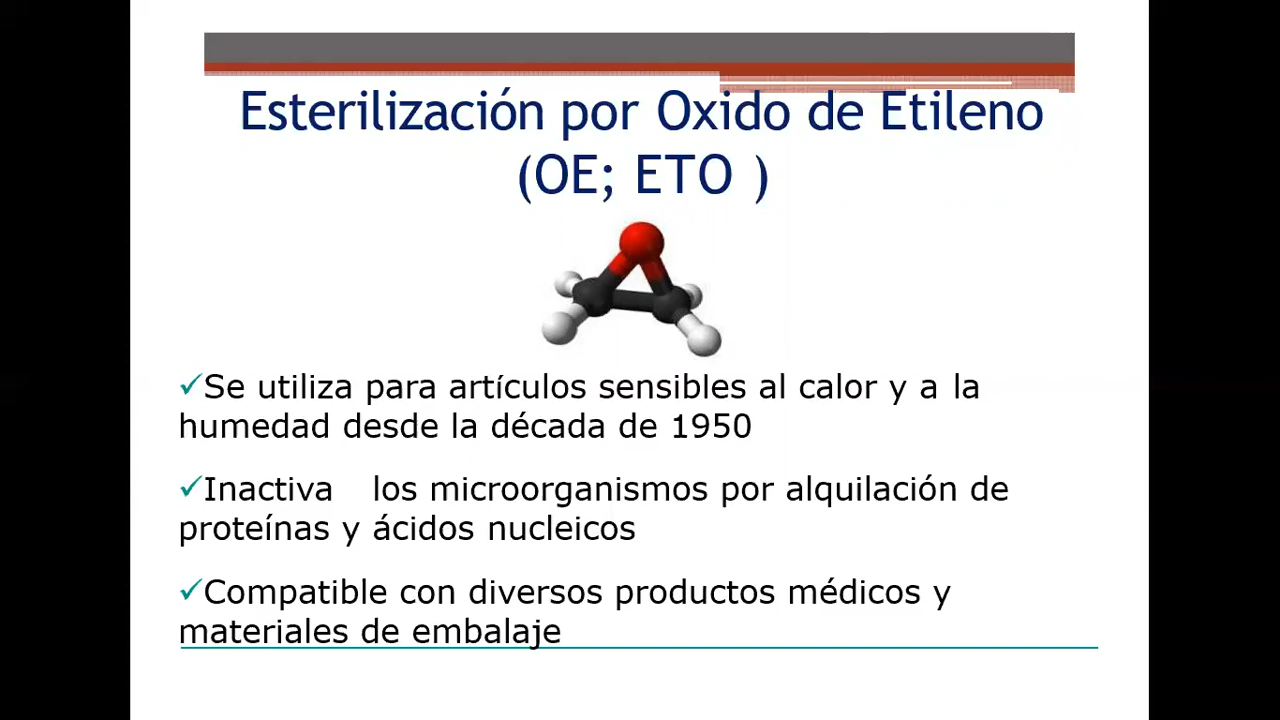 Esterilización por Oxido de Etileno
(OE; ETO )
✓Se utiliza para artículos sensibles al calor y a la
humedad desde la década de 1950
✓Inactiva los microorganismos por alquilación de
proteínas y ácidos nucleicos
✓Compatible con diversos productos médicos y
materiales de embalaje